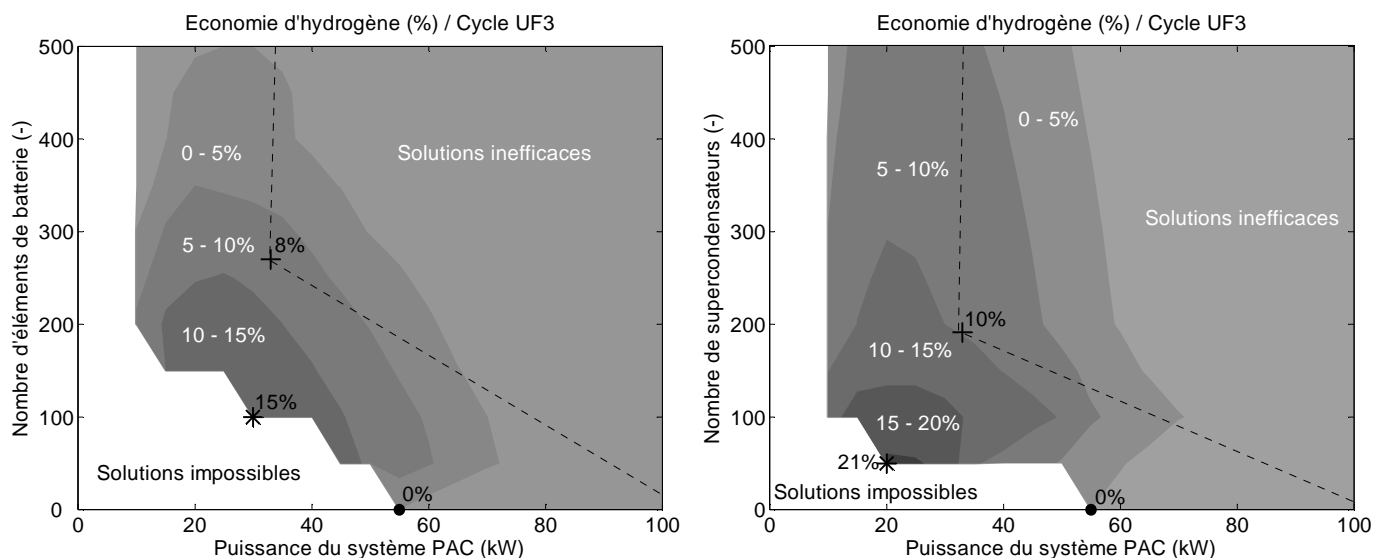 Economie d'hydrogène (%) / Cycle UF3
500
400
300
200
100
0
0
20
40
60
80
100
Nombre d'éléments de batterie (-)
Puissance du système PAC (kW)
0 - 5%
Solutions inefficaces
5 - 10%
8%
10 - 15%
15%
Solutions impossibles
0%
Economie d'hydrogène (%) / Cycle UF3
500
400
300
200
100
0
0
20
40
60
80
100
Nombre de supercondensateurs (-)
Puissance du système PAC (kW)
0 - 5%
5 - 10%
Solutions inefficaces
10%
10 - 15%
15 - 20%
21%
Solutions impossibles
0%